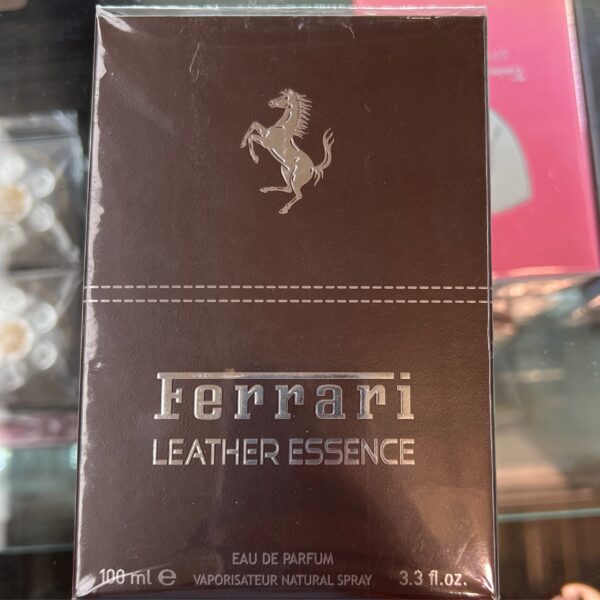 Ferrari
LEATHER ESSENCE
EAU DE PARFUM
100 ml e VAPORISATEUR NATURAL SPRAY 3.3 fl.oz.